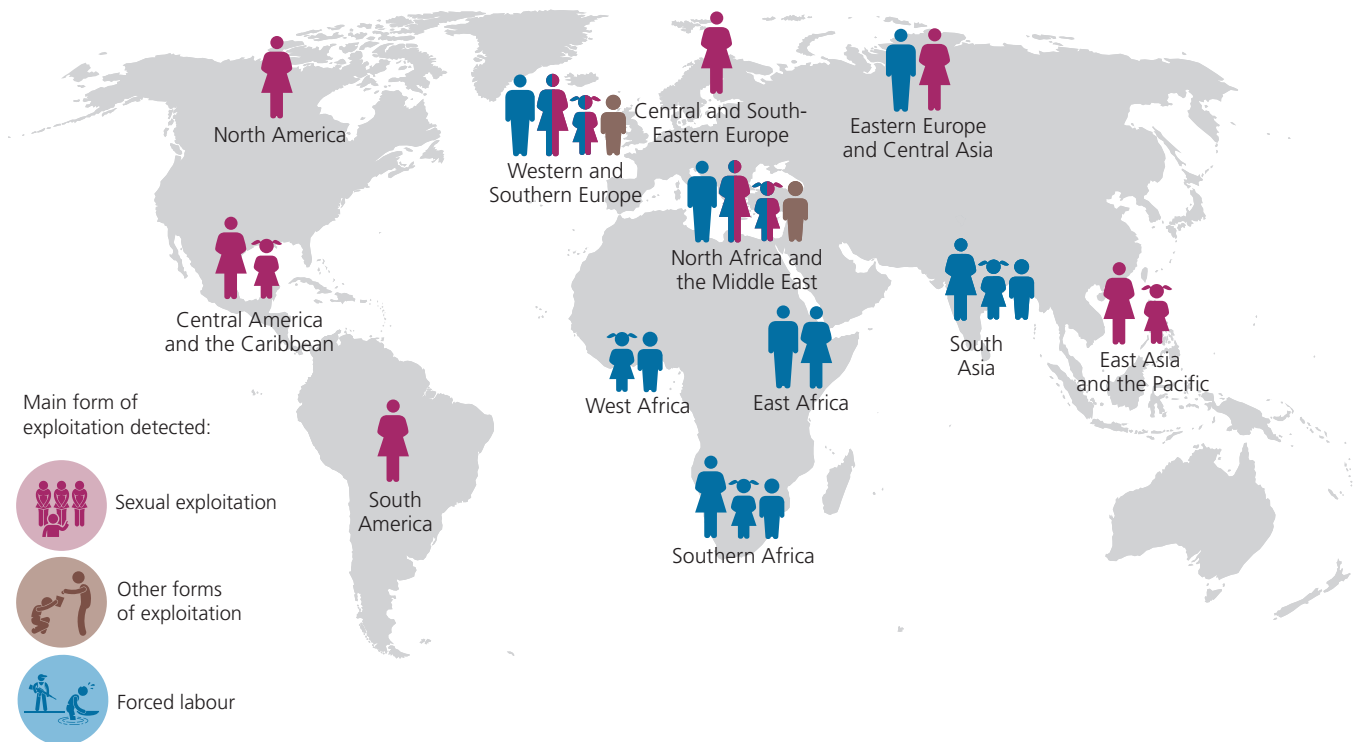 North America
Central and South-
Eastern Europe
Eastern Europe
and Central Asia
Western and
Southern Europe
North Africa and
the Middle East
Central America
and the Caribbean
South
Asia
East Asia
and the Pacific
West Africa
East Africa
South
America
Southern Africa
Main form of
exploitation detected:
Sexual exploitation
Other forms
of exploitation
Forced labour